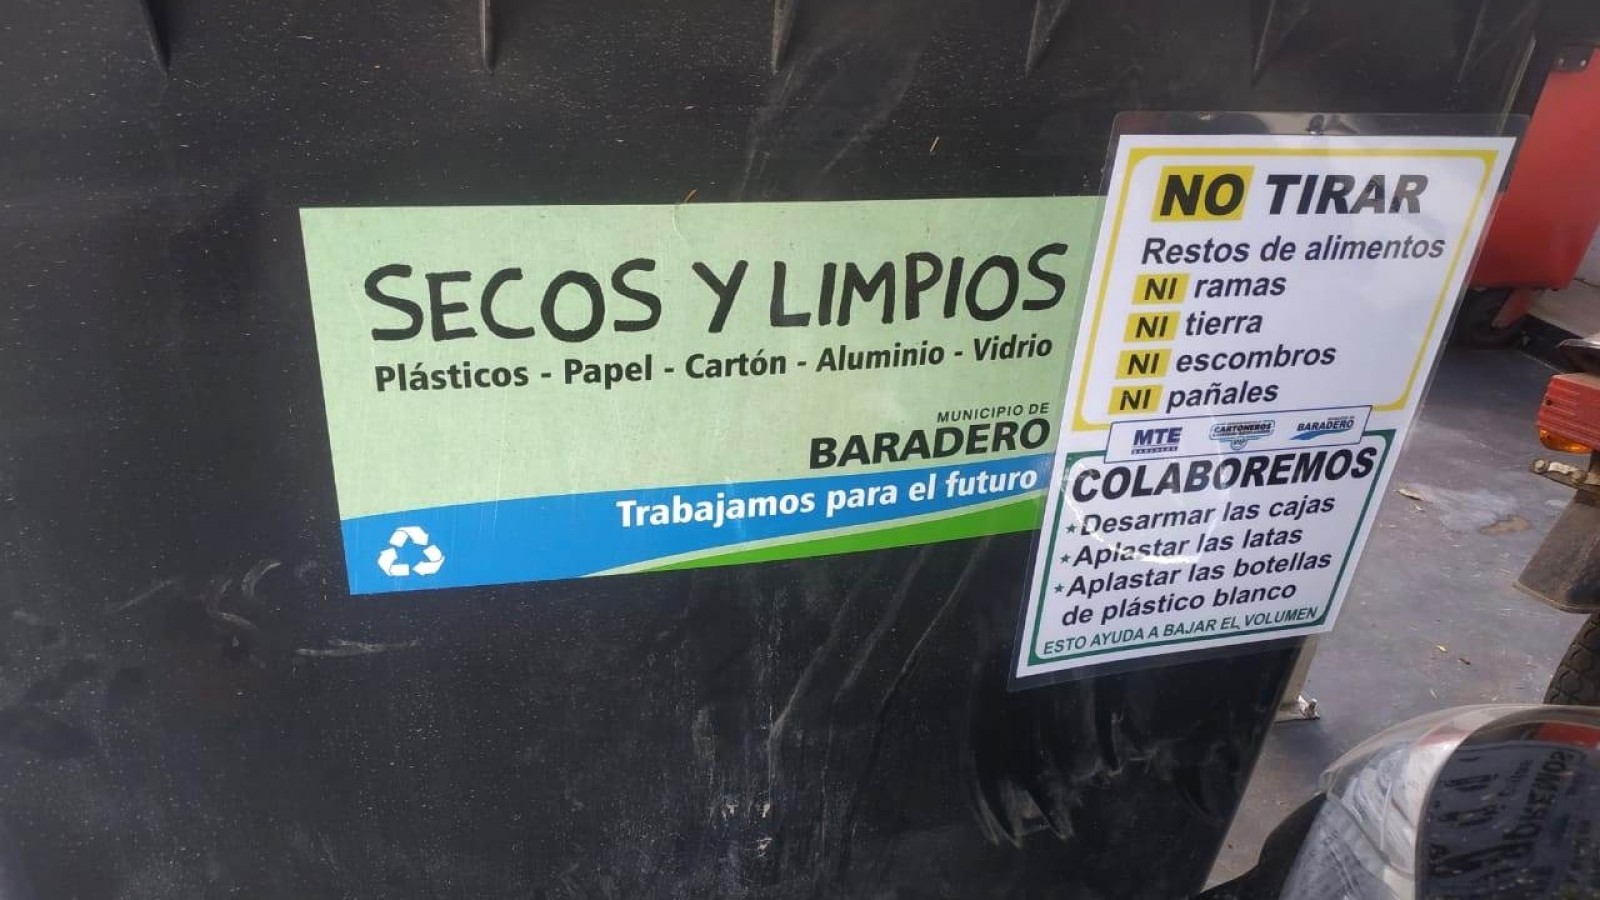 SECOS Y LIMPIOS
Plásticos - Papel - Cartón - Aluminio - Vidrio
MUNICIPIO DE
BARADERO
Trabajamos para el futuro
NO TIRAR
Restos de alimentos
NI ramas
NI tierra
NI escombros
NI pañales
MTE
BARADERO
CARTONEROS
BARADERO
COLABOREMOS
★Desarmar las cajas
★Aplastar las latas
★Aplastar las botellas
de plástico blanco
ESTO AYUDA A BAJAR EL VOLUMEN